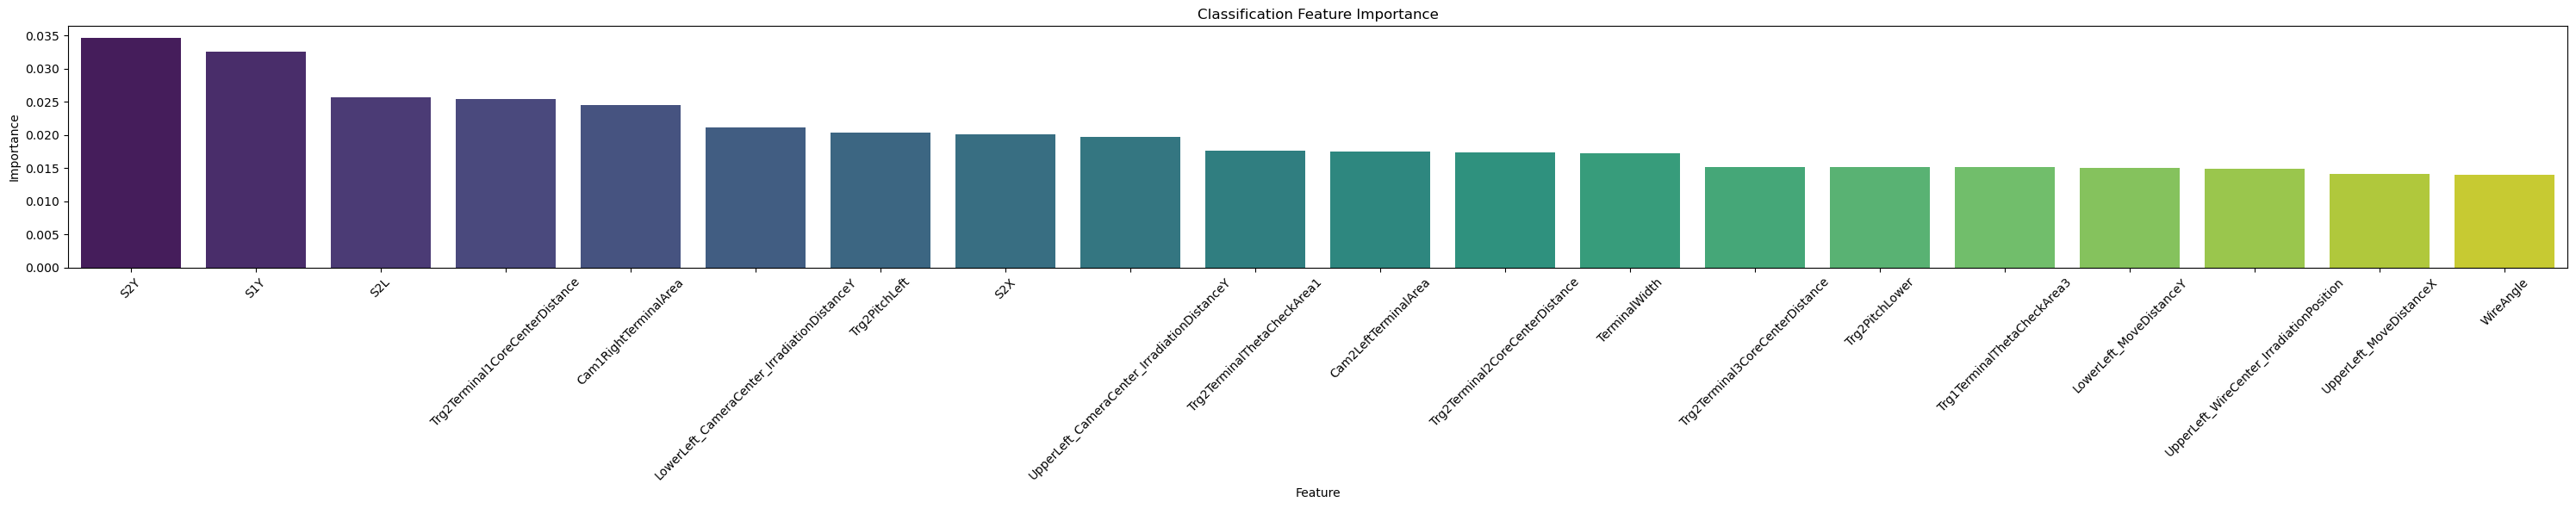 Classification Feature Importance
Importance
0.035
0.030
0.025
0.020
0.015
0.010
0.005
0.000
S2Y
S1Y
S2L
Trg2Terminal1CoreCenterDistance
Cam1RightTerminalArea
LowerLeft_CameraCenter_IrradiationDistanceY
Trg2PitchLeft
S2X
UpperLeft_CameraCenter_IrradiationDistanceY
Trg2TerminalThetaCheckArea1
Cam2LeftTerminalArea
Trg2Terminal2CoreCenterDistance
TerminalWidth
Trg2Terminal3CoreCenterDistance
Trg2PitchLower
Trg1TerminalThetaCheckArea3
LowerLeft_MoveDistanceY
UpperLeft_WireCenter_IrradiationPosition
UpperLeft_MoveDistanceX
WireAngle
Feature